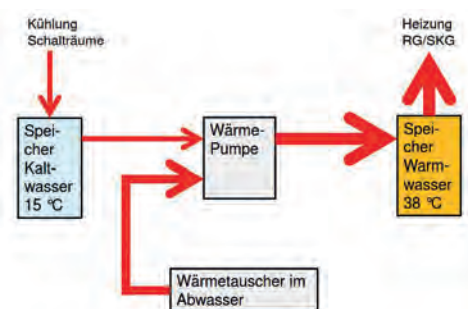 Kühlung
Schalträume
Heizung
RG/SKG
Spei-
cher
Kalt-
wasser
15 °C
Wärme-
Pumpe
Spei-
cher
Warm-
wasser
38 °C
Wärmetauscher im
Abwasser